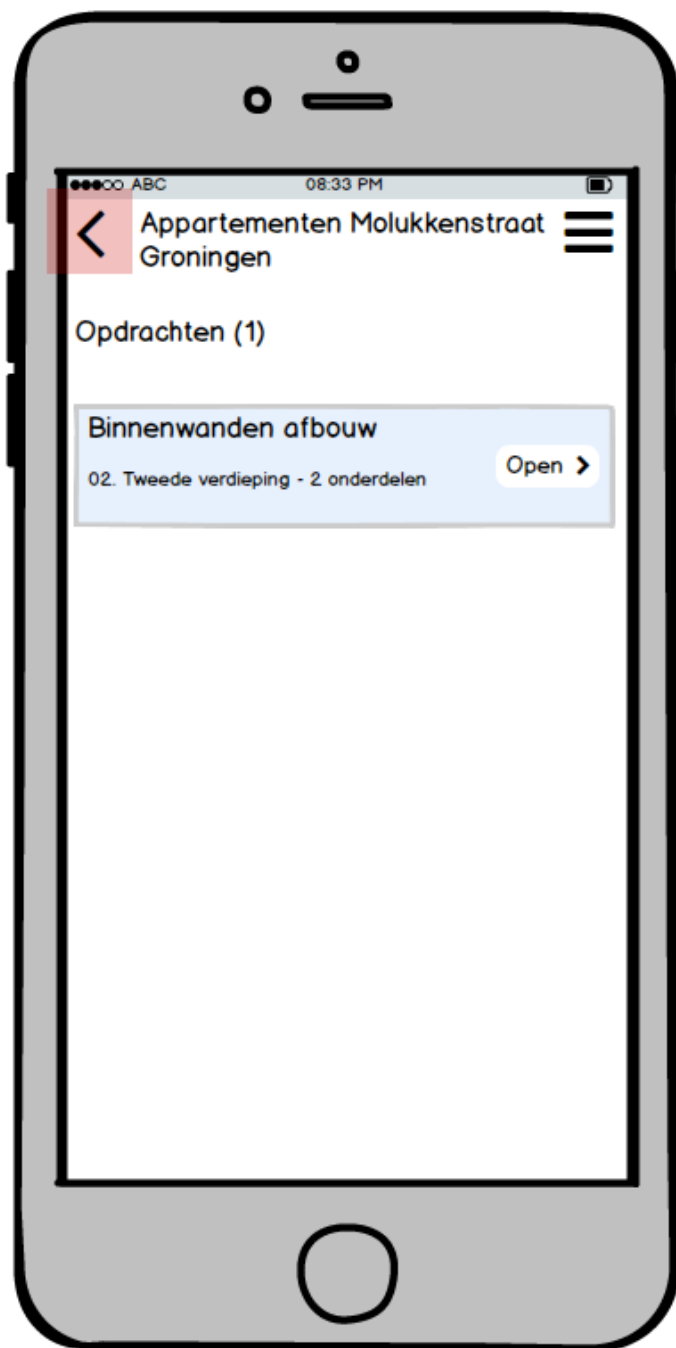 ABC 08:33 PM
Appartementen Molukkenstraat
Groningen
Opdrachten (1)
Binnenwanden afbouw
02. Tweede verdieping - 2 onderdelen
Open